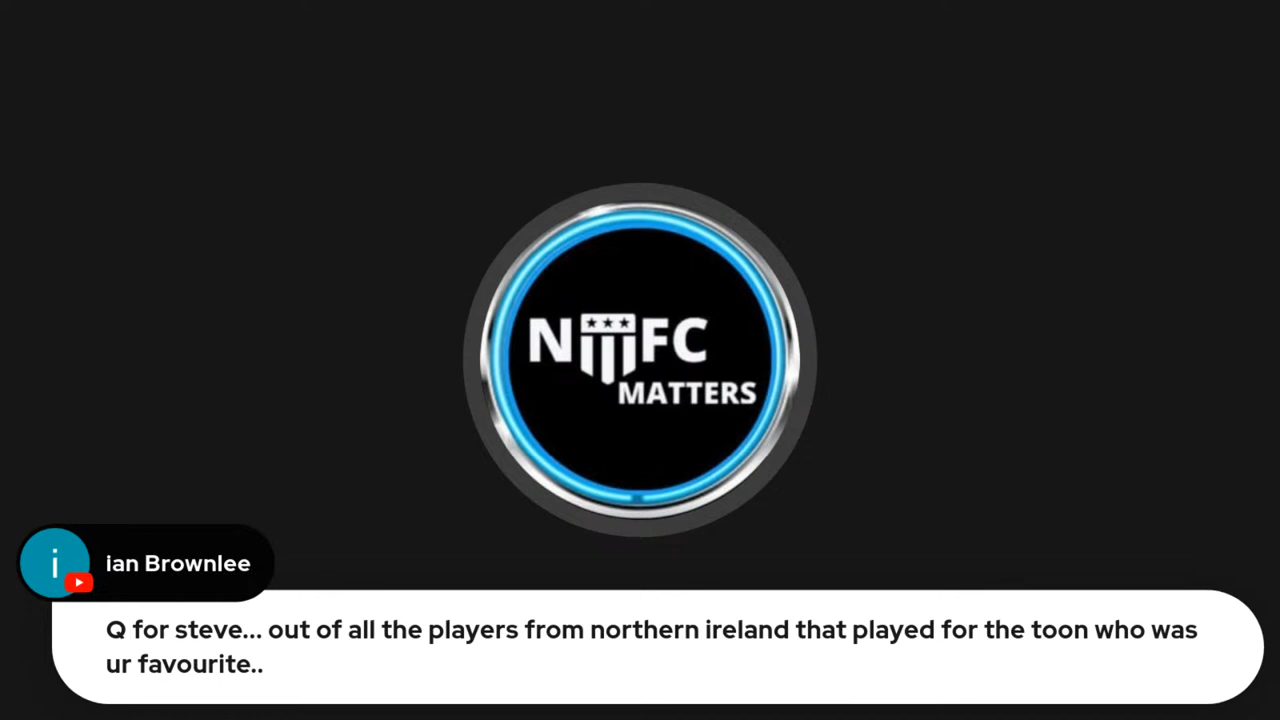 NUFC
MATTERS
i
ian Brownlee
Q for steve... out of all the players from northern ireland that played for the toon who was
ur favourite..